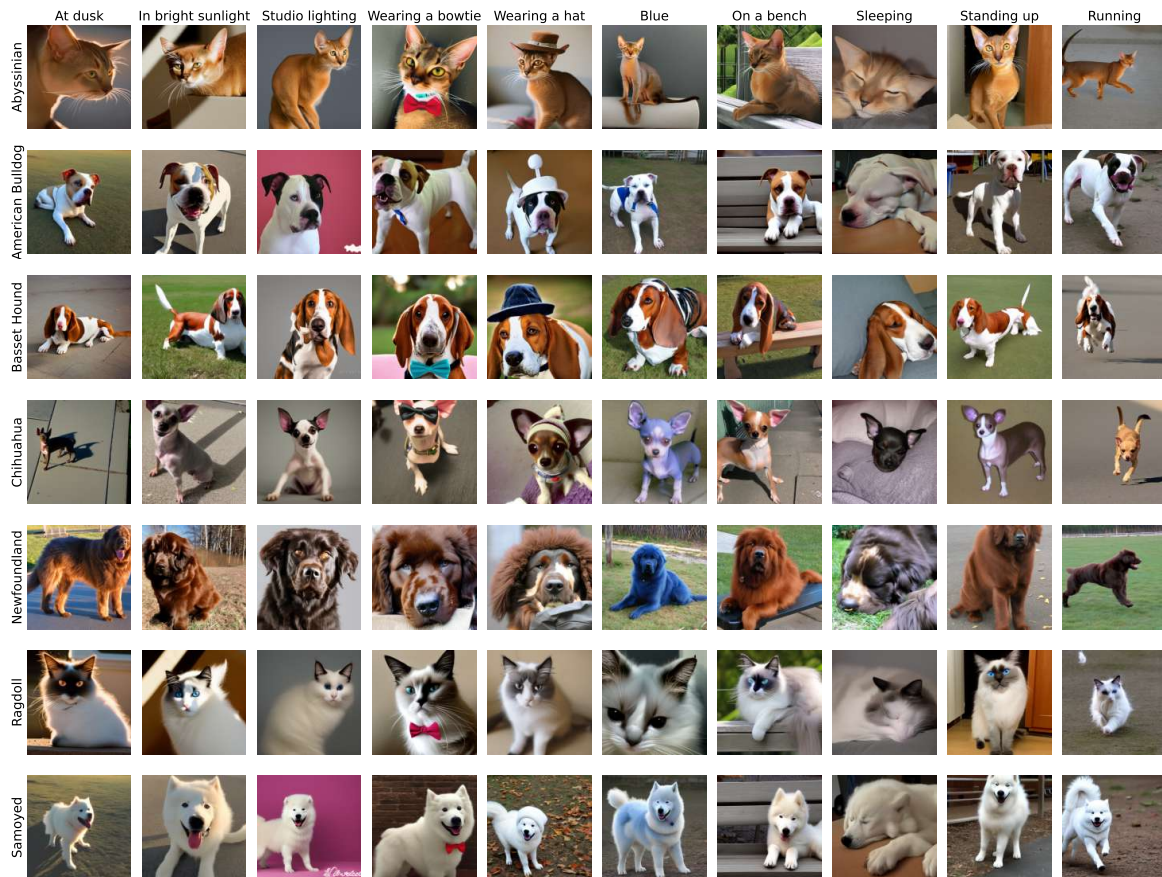 At dusk
In bright sunlight
Studio lighting
Wearing a bowtie
Wearing a hat
Blue
On a bench
Sleeping
Standing up
Running
Abyssinian
American Bulldog
Basset Hound
Chihuahua
Newfoundland
Ragdoll
Samoyed